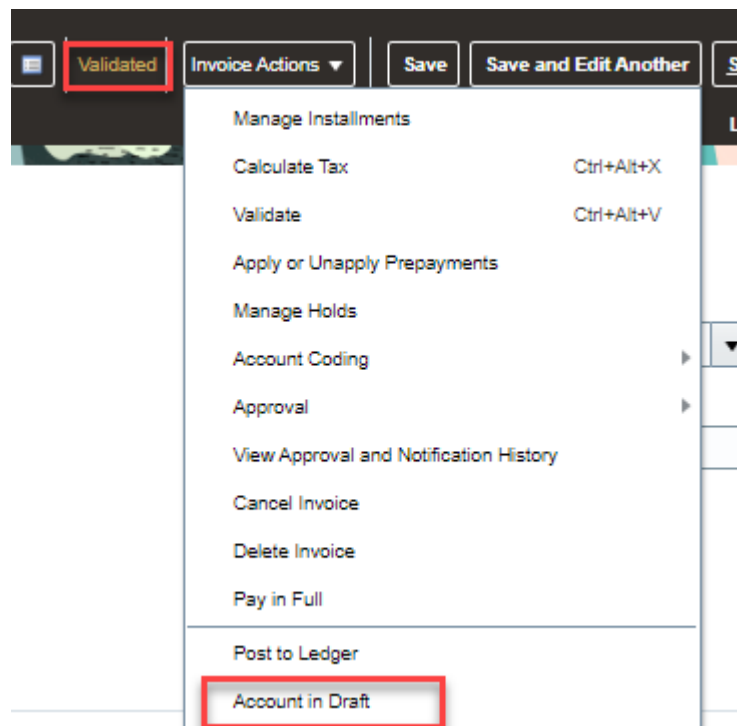 Validated Invoice Actions Save Save and Edit Another S
L
Manage Installments
Calculate Tax Ctrl+Alt+X
Validate Ctrl+Alt+V
Apply or Unapply Prepayments
Manage Holds
Account Coding
Approval
View Approval and Notification History
Cancel Invoice
Delete Invoice
Pay in Full
Post to Ledger
Account in Draft